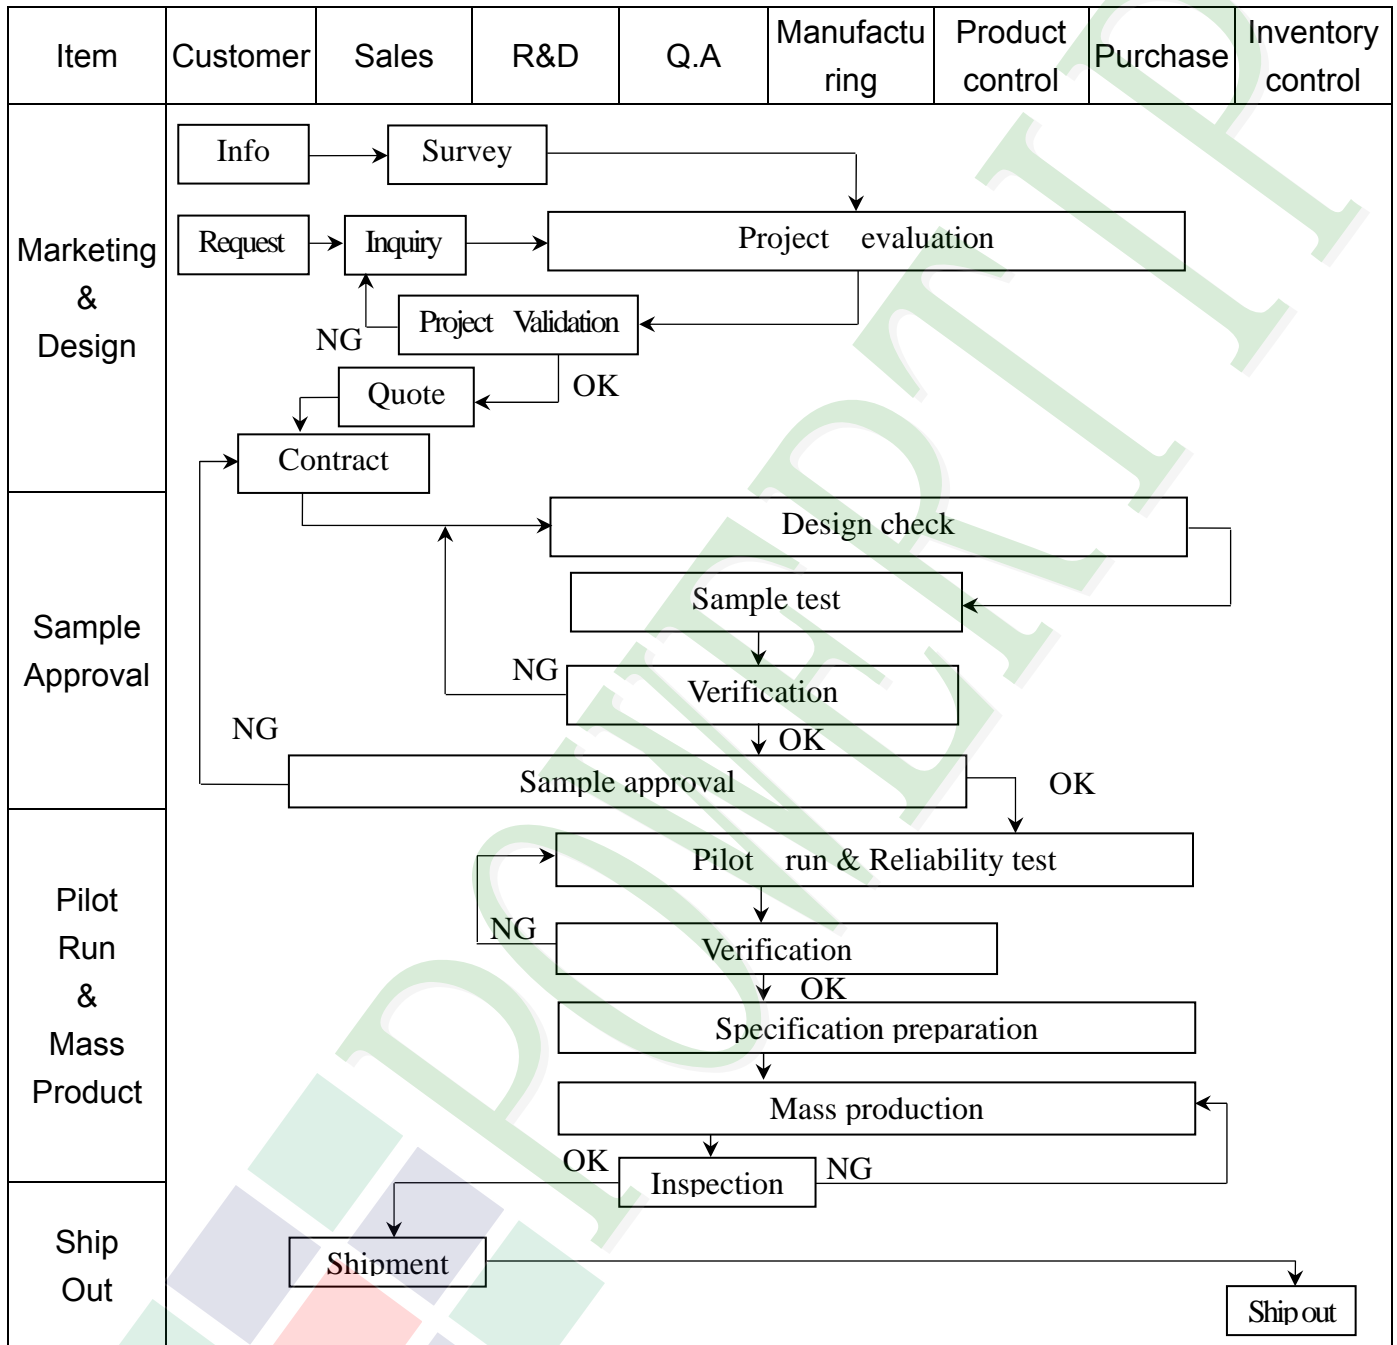 Item
Customer
Sales
R&D
Q.A
Manufactu
ring
Product
control
Purchase
Inventory
control
Marketing
&
Design
Info
Survey
Request
Inquiry
Project evaluation
Project Validation
NG
OK
Quote
Contract
Sample
Approval
Design check
Sample test
NG
Verification
OK
NG
Sample approval
OK
Pilot
Run
&
Mass
Product
Pilot run & Reliability test
NG
Verification
OK
Specification preparation
Mass production
OK
Inspection
NG
Ship
Out
Shipment
Ship out
POWERTIP